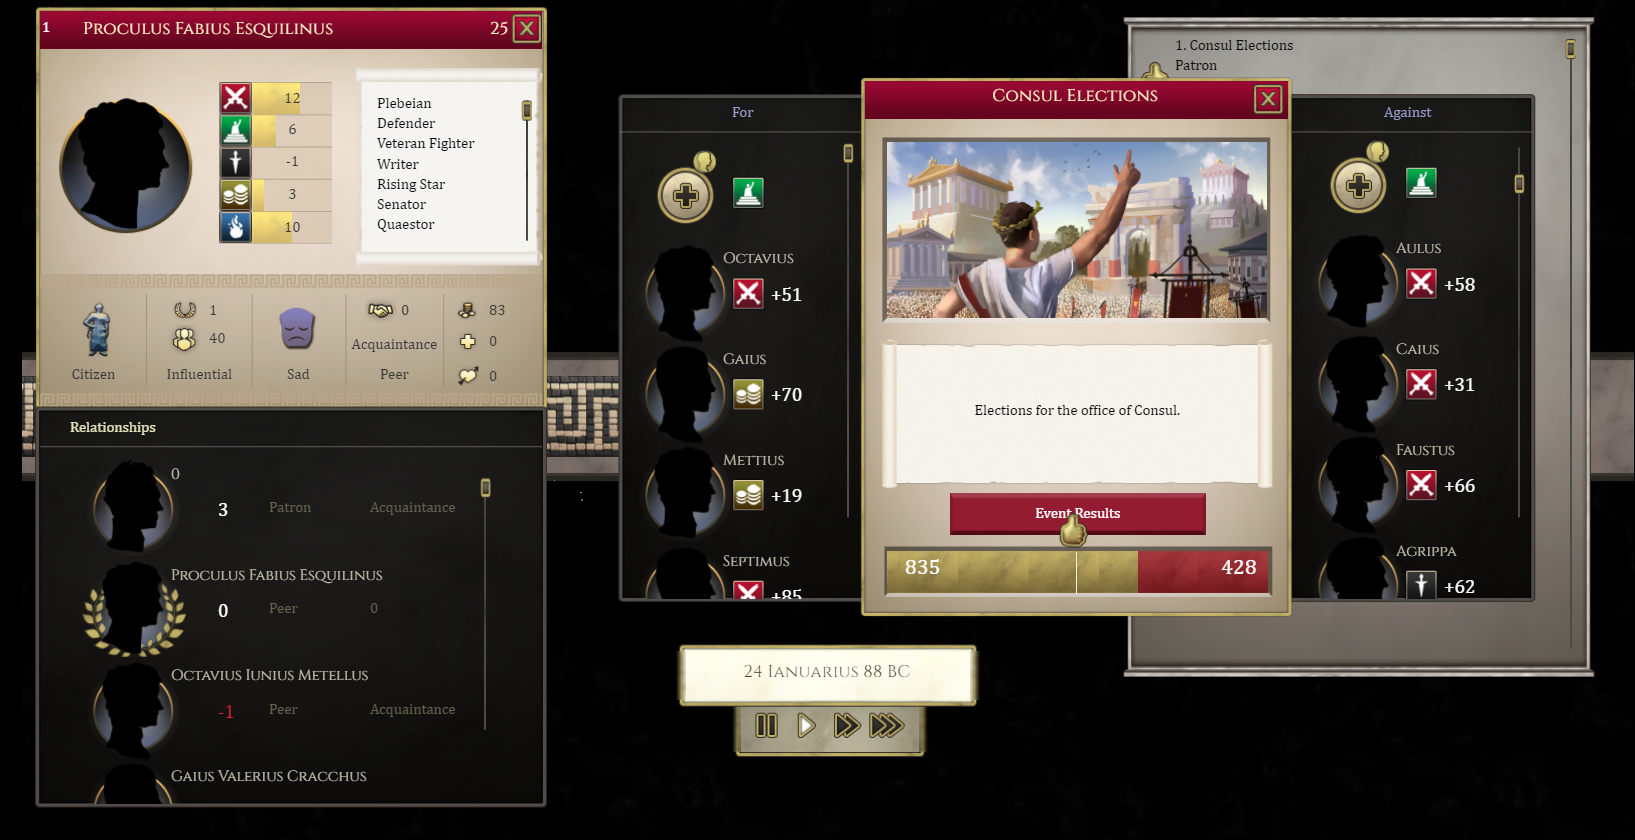 1 Proculus Fabius Esquilinus 25
12
6
-1
3
10
Plebeian
Defender
Veteran Fighter
Writer
Rising Star
Senator
Quaestor
Citizen
1
40
Influential
Sad
0
Acquaintance
Peer
83
0
0
Relationships
0
3 Patron Acquaintance
Proculus Fabius Esquilinus
0 Peer 0
Octavius Iunius Metellus
-1 Peer Acquaintance
Gaius Valerius Cracchus
For
Octavius
+51
Gaius
+70
Mettius
+19
Septimus
+85
Consul Elections
Elections for the office of Consul.
Event Results
835 428
Against
Aulus
+58
Caius
+31
Faustus
+66
Agrippa
+62
1. Consul Elections
Patron
24 Ianuarius 88 BC